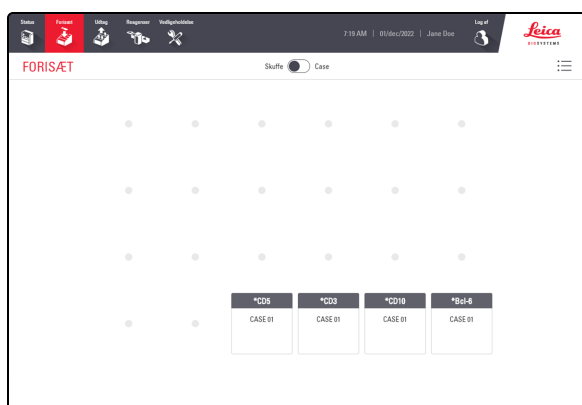 Status Forisæt Udtag Reagenser Vedligeholdelse 7:19 AM | 01/dec/2022 | Jane Doe Log af Leica
BIOSYSTEMS
FORISÆT Skuffe Case
*CD5 *CD3 *CD10 *Bcl-6
CASE 01 CASE 01 CASE 01 CASE 01